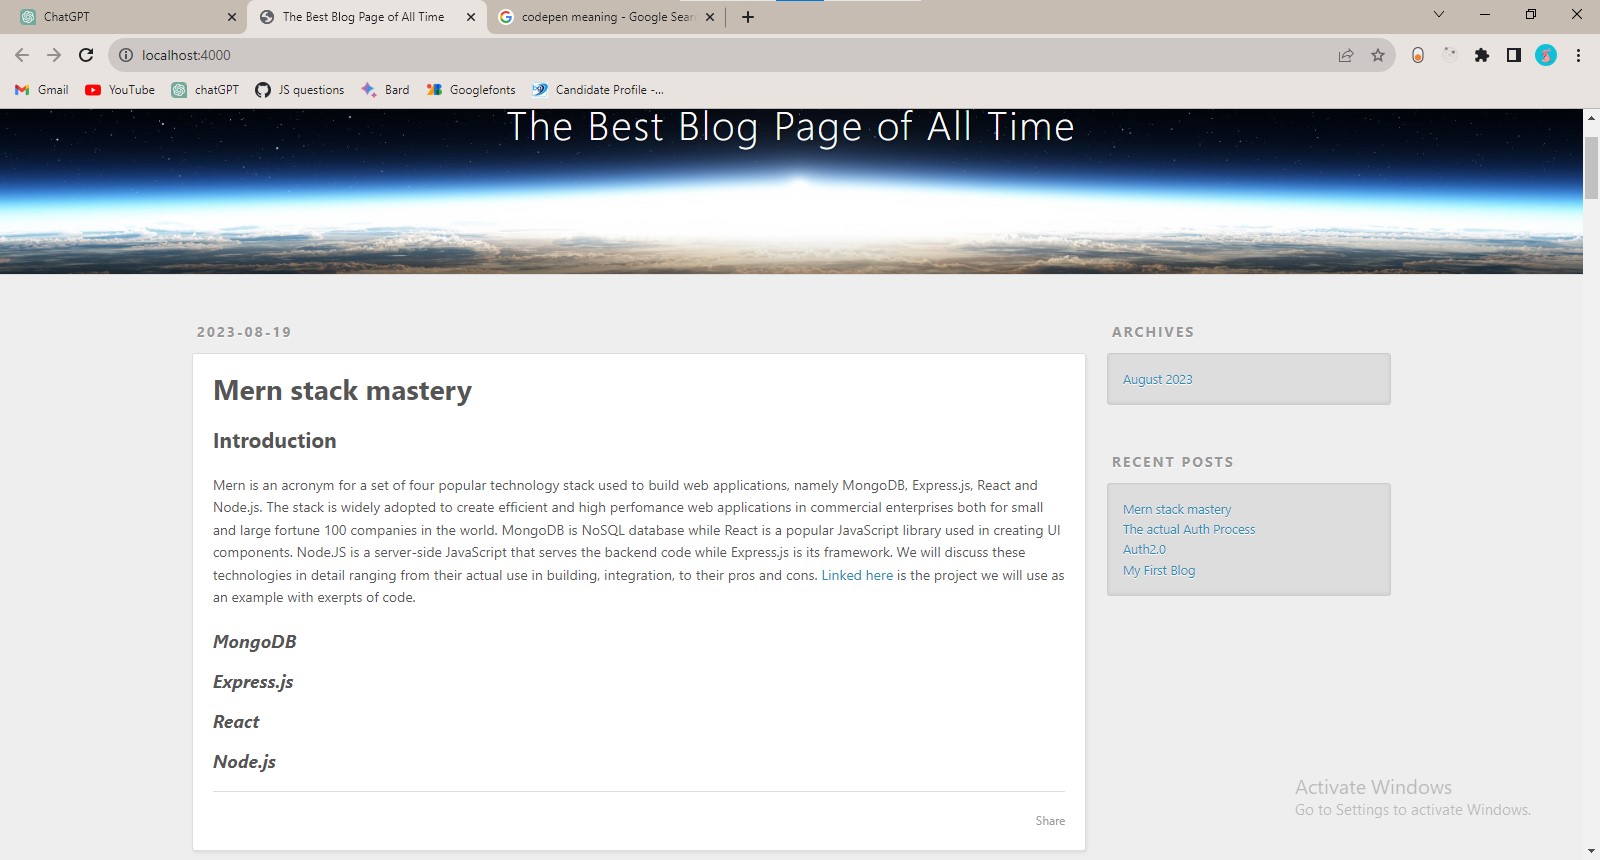 ChatGPT
The Best Blog Page of All Time
codepen meaning - Google Sear
localhost:4000
Gmail
YouTube
chatGPT
JS questions
Bard
Googlefonts
Candidate Profile -...
The Best Blog Page of All Time
2023-08-19
Mern stack mastery
Introduction
Mern is an acronym for a set of four popular technology stack used to build web applications, namely MongoDB, Express.js, React and
Node.js. The stack is widely adopted to create efficient and high perfomance web applications in commercial enterprises both for small
and large fortune 100 companies in the world. MongoDB is NoSQL database while React is a popular JavaScript library used in creating UI
components. Node.JS is a server-side JavaScript that serves the backend code while Express.js is its framework. We will discuss these
technologies in detail ranging from their actual use in building, integration, to their pros and cons. Linked here is the project we will use as
an example with exerpts of code.
MongoDB
Express.js
React
Node.js
Share
ARCHIVES
August 2023
RECENT POSTS
Mern stack mastery
The actual Auth Process
Auth2.0
My First Blog
Activate Windows
Go to Settings to activate Windows.